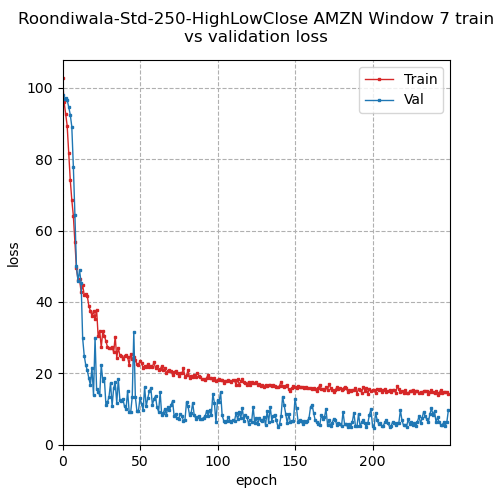 Roondiwala-Std-250-HighLowClose AMZN Window 7 train
vs validation loss
Train
Val
100
80
60
40
20
0
loss
0 50 100 150 200
epoch